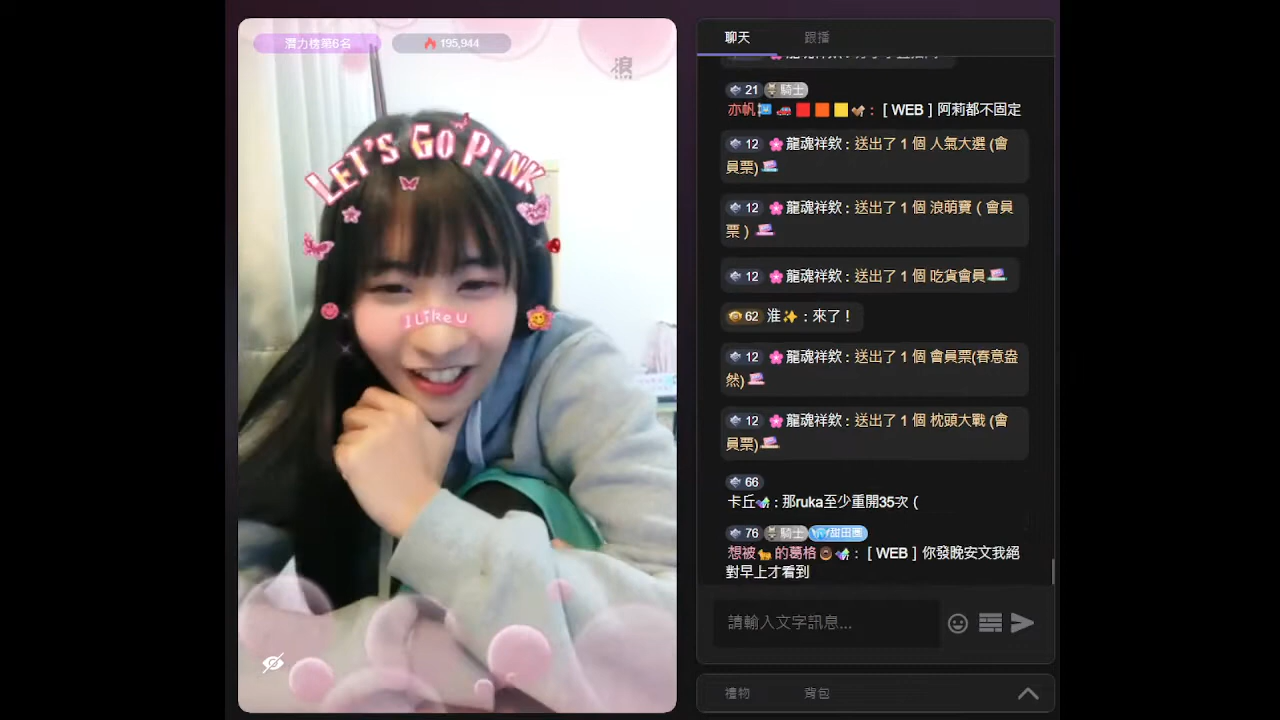 潛力榜第6名
195,944
浪
LET'S GO PINK
I Like U
聊天 跟播
21 騎士
亦帆 : [ WEB ] 阿莉都不固定
12 龍魂祥欸 : 送出了 1 個 人氣大選 (會
員票)
12 龍魂祥欸 : 送出了 1 個 浪萌寶 ( 會員
票 )
12 龍魂祥欸 : 送出了 1 個 吃貨會員
62 淮✨ : 來了！
12 龍魂祥欸 : 送出了 1 個 會員票(春意盎
然)
12 龍魂祥欸 : 送出了 1 個 枕頭大戰 (會
員票)
66
卡丘 : 那ruka至少重開35次 (
76 騎士 甜田圈
想被 的葛格 : [ WEB ] 你發晚安文我絕
對早上才看到
請輸入文字訊息...
禮物 背包